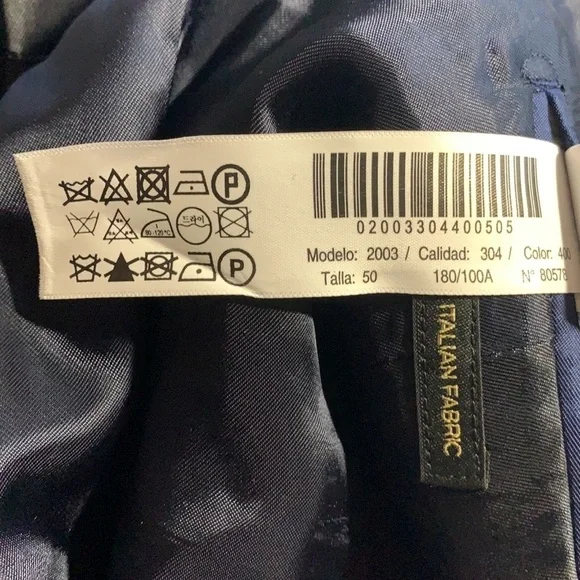 P
80-120°C
드라이
P
02003304400505
Modelo: 2003 / Calidad: 304 / Color: 400
Talla: 50 180/100A N° 80578
ITALIAN FABRIC